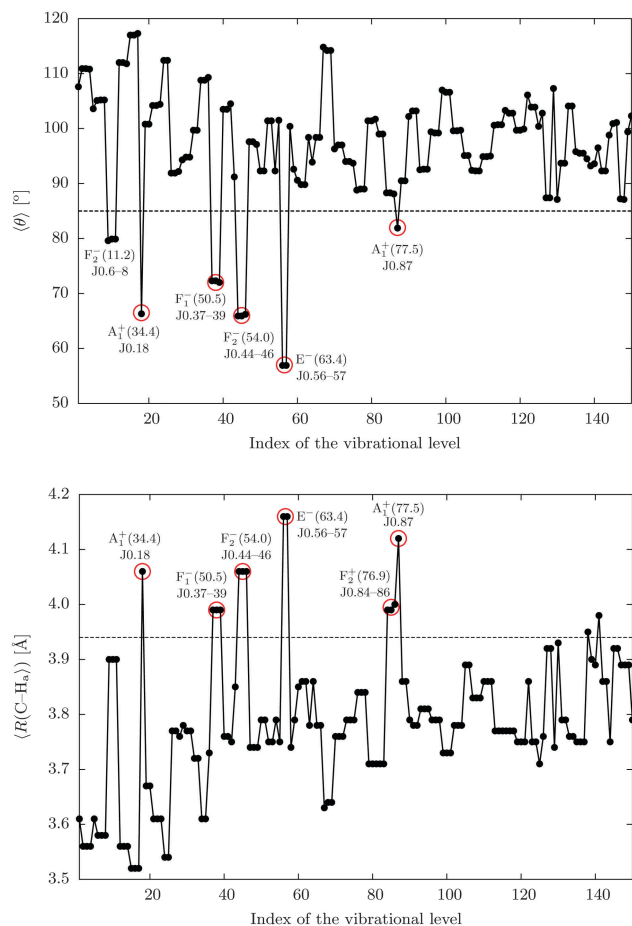 120
110
100
90
80
70
60
50
⟨θ⟩ [°]
F₂⁻(11.2)
J0.6–8
A₁⁺(34.4)
J0.18
F₁⁻(50.5)
J0.37–39
F₂⁻(54.0)
J0.44–46
E⁻(63.4)
J0.56–57
A₁⁺(77.5)
J0.87
20 40 60 80 100 120 140
Index of the vibrational level
4.2
4.1
4.0
3.9
3.8
3.7
3.6
3.5
⟨R(C–Hₐ)⟩ [Å]
A₁⁺(34.4)
J0.18
F₁⁻(50.5)
J0.37–39
F₂⁻(54.0)
J0.44–46
E⁻(63.4)
J0.56–57
A₁⁺(77.5)
J0.87
F₂⁺(76.9)
J0.84–86
20 40 60 80 100 120 140
Index of the vibrational level